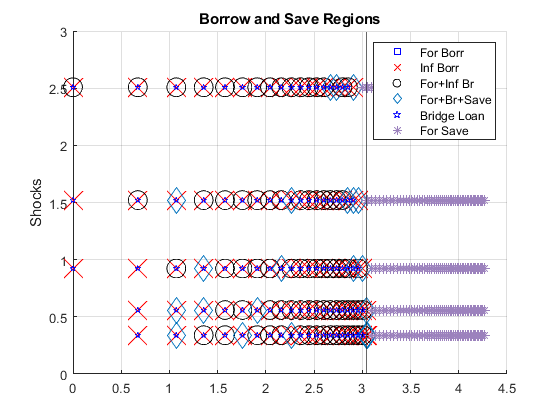 Borrow and Save Regions
3
2.5
2
1.5
1
0.5
0
Shocks
For Borr
Inf Borr
For+Inf Br
For+Br+Save
Bridge Loan
For Save
0 0.5 1 1.5 2 2.5 3 3.5 4 4.5